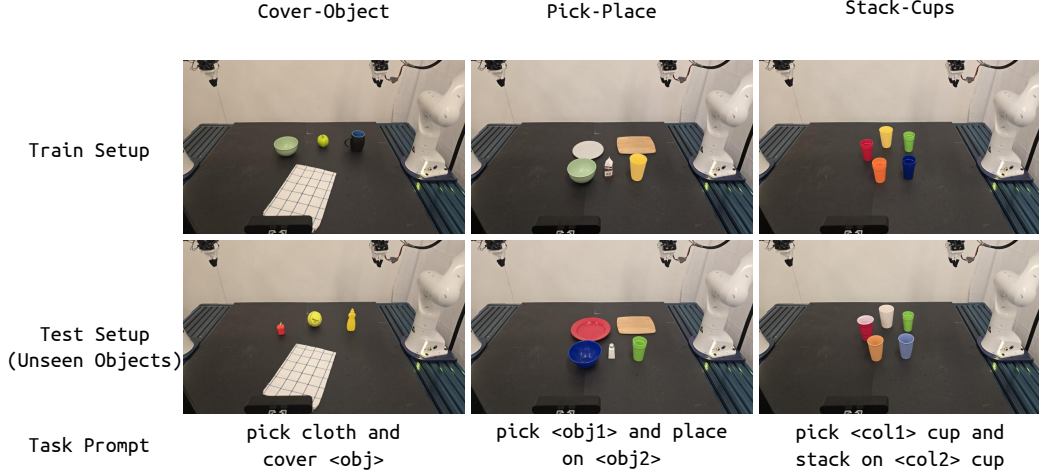 Cover-Object
Pick-Place
Stack-Cups
Train Setup
Test Setup
(Unseen Objects)
Task Prompt
pick cloth and
cover <obj>
pick <obj1> and place
on <obj2>
pick <col1> cup and
stack on <col2> cup